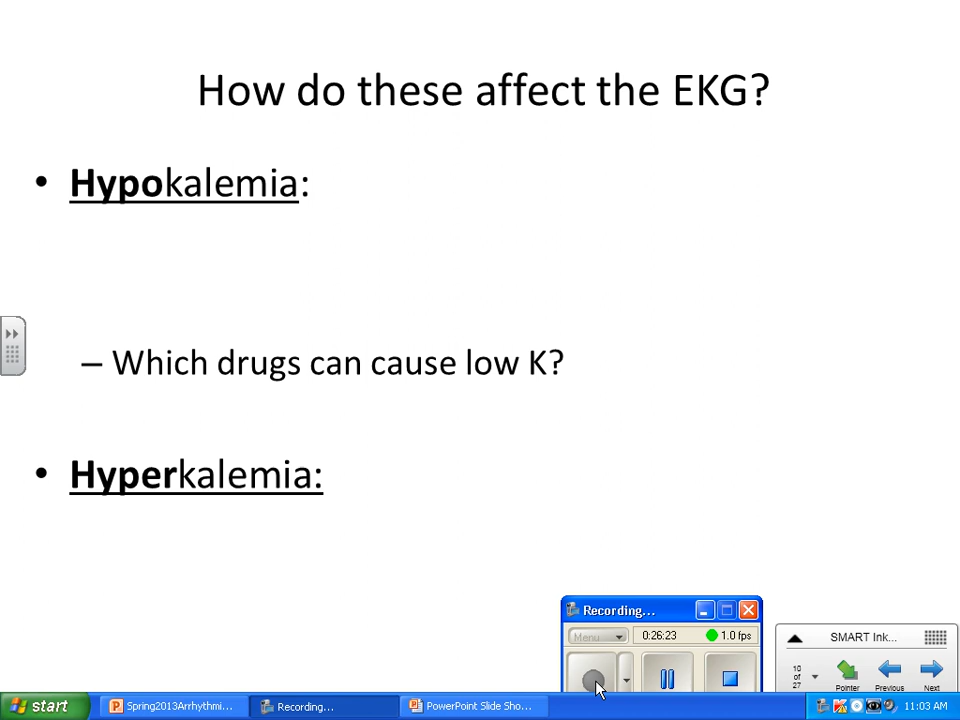 How do these affect the EKG?
• Hypokalemia:
– Which drugs can cause low K?
• Hyperkalemia:
Recording...
Menu
0:26:23
1.0 fps
SMART Ink...
10
of
27
Pointer
Previous
Next
start
Spring2013Arrhythmi...
Recording...
PowerPoint Slide Sho...
11:03 AM